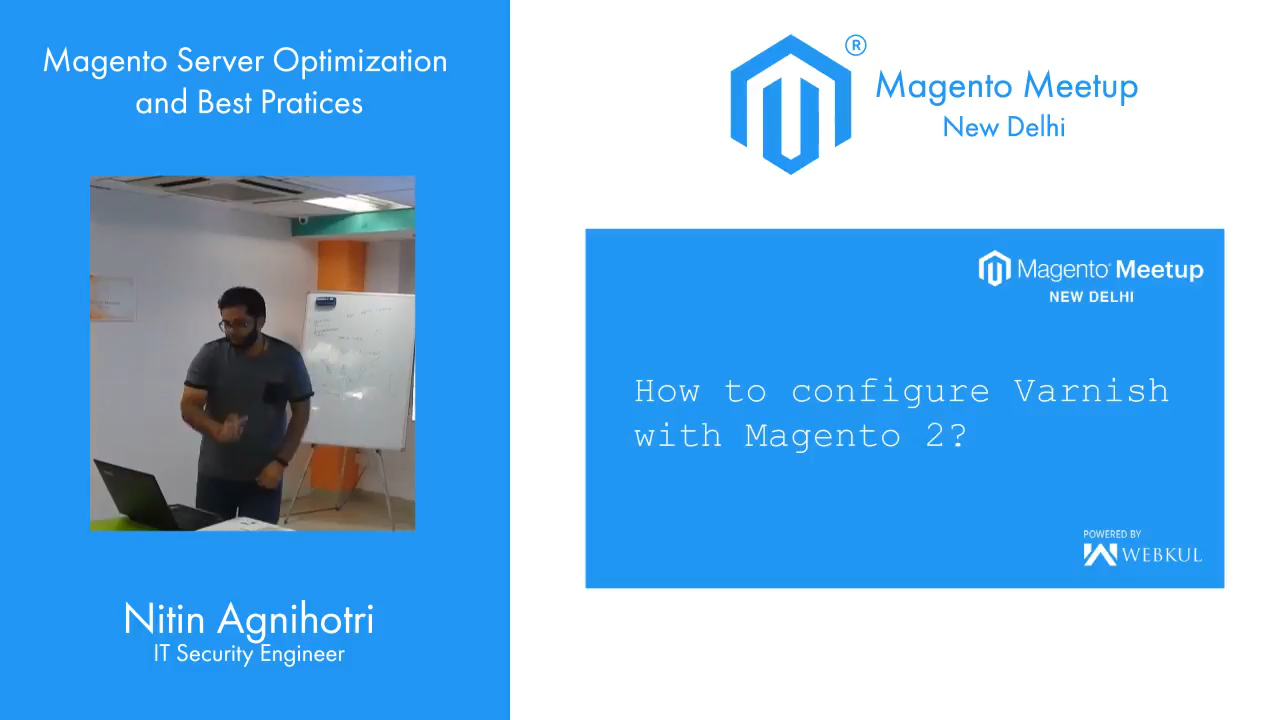 Magento Server Optimization
and Best Pratices
Nitin Agnihotri
IT Security Engineer
®
Magento Meetup
New Delhi
Magento® Meetup
NEW DELHI
How to configure Varnish
with Magento 2?
POWERED BY
WEBKUL